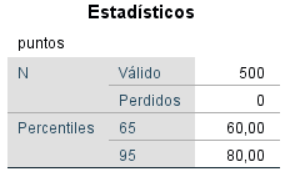 Estadísticos
puntos
N Válido 500
Perdidos 0
Percentiles 65 60,00
95 80,00